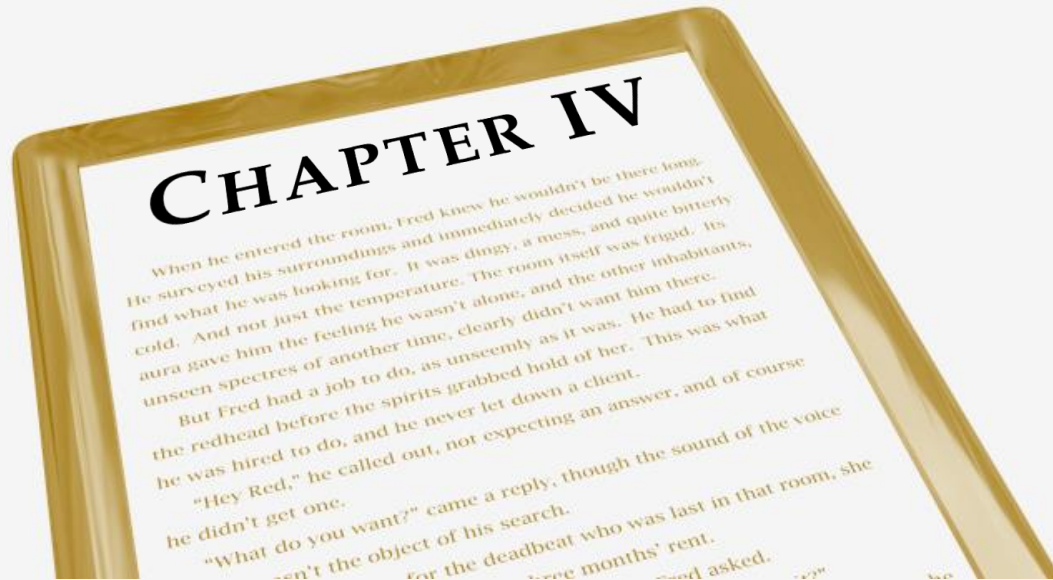 CHAPTER IV
When he entered the room, Fred knew he wouldn't be there long.
He surveyed his surroundings and immediately decided he wouldn't
find what he was looking for. It was dingy, a mess, and quite bitterly
cold. And not just the temperature. The room itself was frigid. Its
aura gave him the feeling he wasn't alone, and the other inhabitants,
unseen spectres of another time, clearly didn't want him there.
But Fred had a job to do, as unseemly as it was. He had to find
the redhead before the spirits grabbed hold of her. This was what
he was hired to do, and he never let down a client.
"Hey Red," he called out, not expecting an answer, and of course
he didn't get one.
"What do you want?" came a reply, though the sound of the voice
the object of his search.
for the deadbeat who was last in that room, she
three months' rent.
Fred asked.